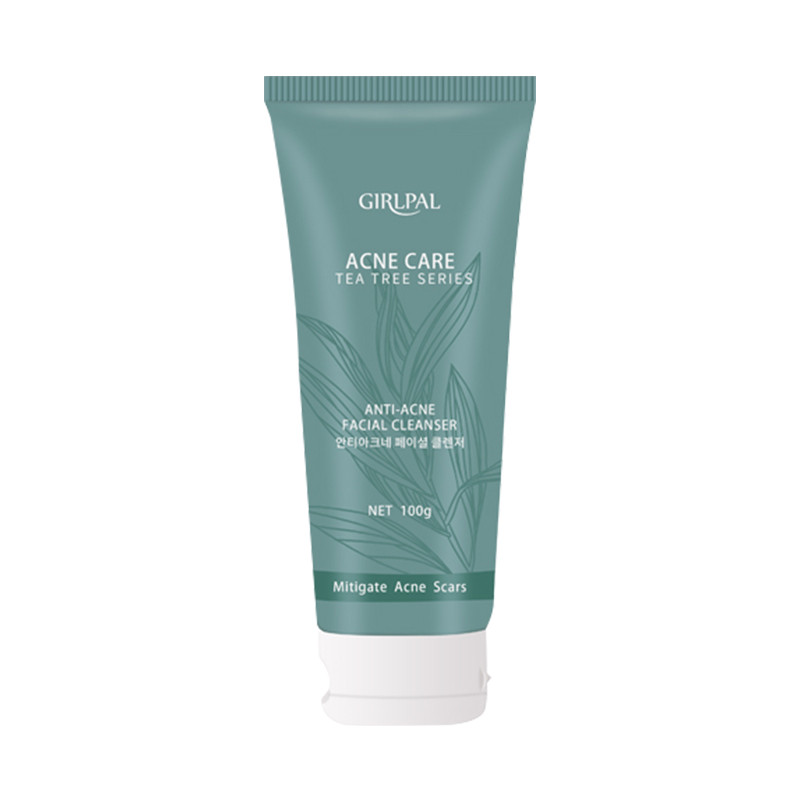 GIRLPAL
ACNE CARE
TEA TREE SERIES
ANTI-ACNE
FACIAL CLEANSER
안티아크네 페이셜 클렌저
NET 100g
Mitigate Acne Scars